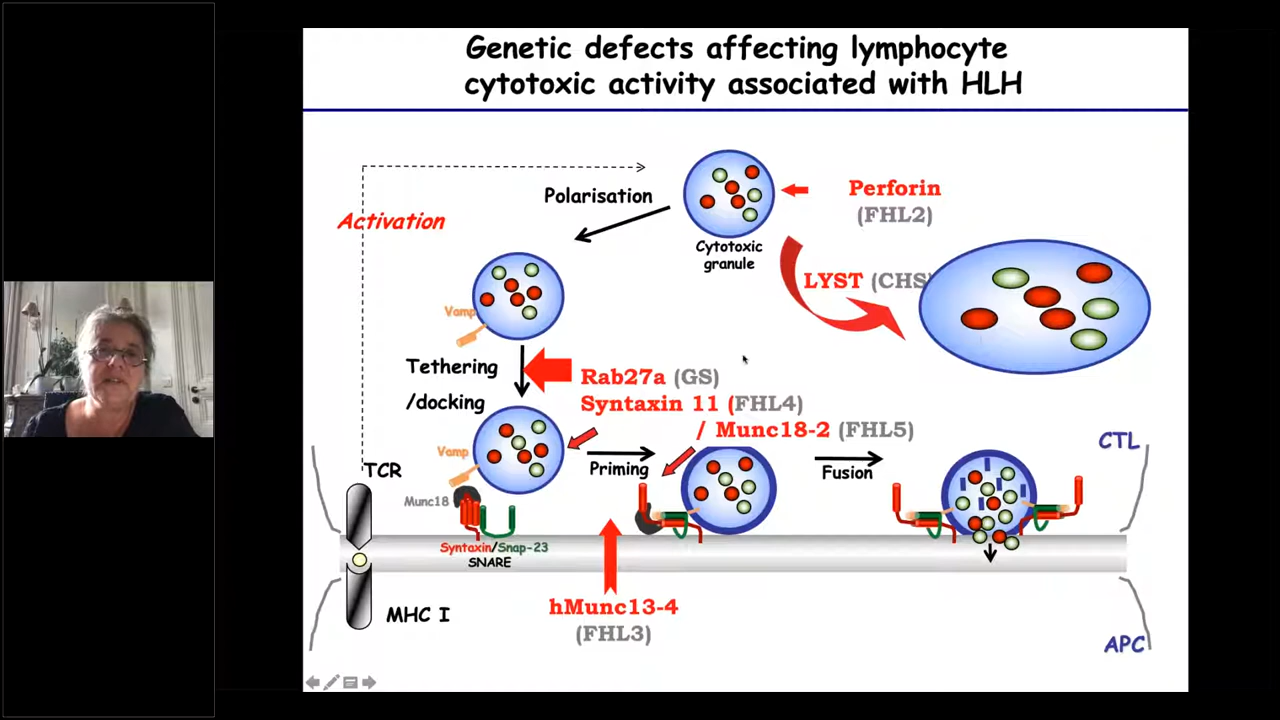 Genetic defects affecting lymphocyte
cytotoxic activity associated with HLH
Polarisation
Activation
Cytotoxic
granule
Perforin
(FHL2)
LYST (CHS)
Vamp
Tethering
/docking
Rab27a (GS)
Syntaxin 11 (FHL4)
/ Munc18-2 (FHL5)
Vamp
Priming
Fusion
CTL
TCR
Munc18
Syntaxin/Snap-23
SNARE
hMunc13-4
(FHL3)
MHC I
APC